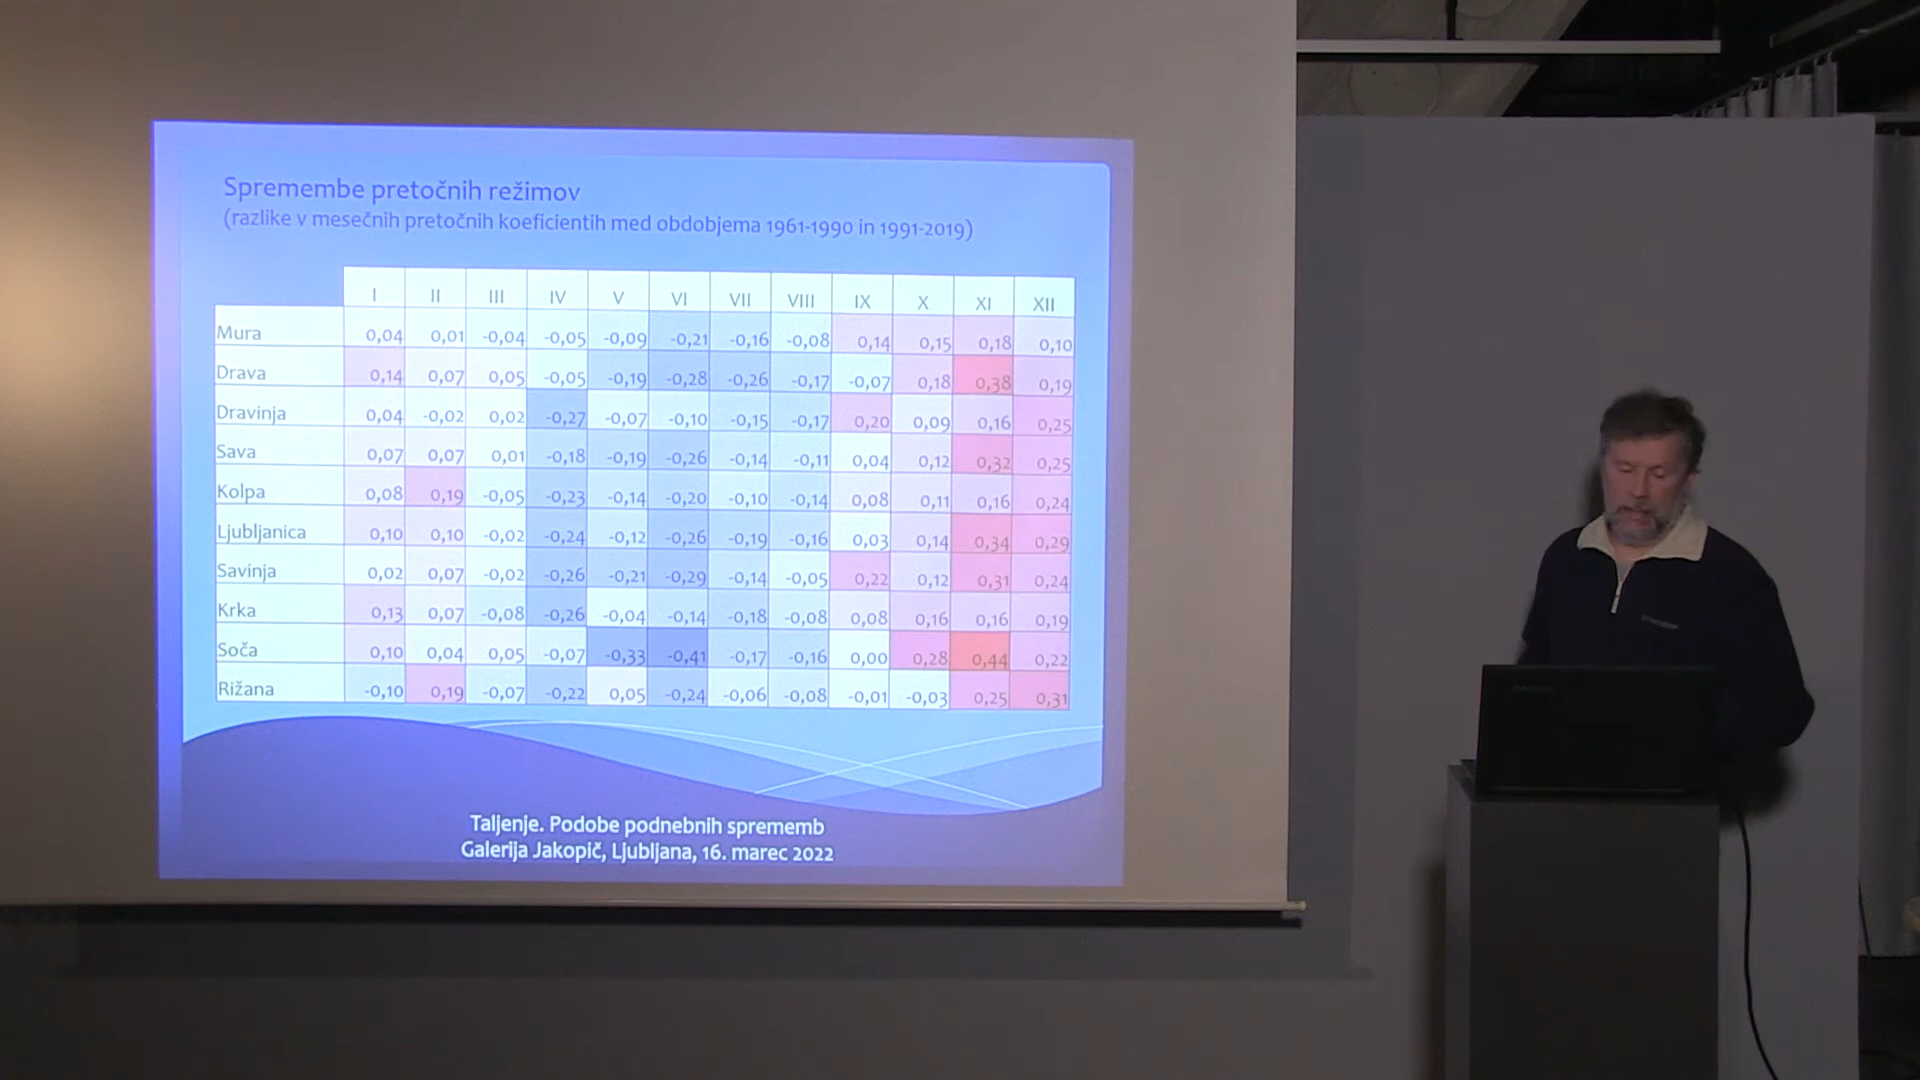 Spremembe pretočnih režimov
(razlike v mesečnih pretočnih koeficientih med obdobjema 1961-1990 in 1991-2019)
I II III IV V VI VII VIII IX X XI XII
Mura 0,04 0,01 -0,04 -0,05 -0,09 -0,21 -0,16 -0,08 0,14 0,15 0,18 0,10
Drava 0,14 0,07 0,05 -0,05 -0,19 -0,28 -0,26 -0,17 -0,07 0,18 0,38 0,19
Dravinja 0,04 -0,02 0,02 -0,27 -0,07 -0,10 -0,15 -0,17 0,20 0,09 0,16 0,25
Sava 0,07 0,07 0,01 -0,18 -0,19 -0,26 -0,14 -0,11 0,04 0,12 0,32 0,25
Kolpa 0,08 0,19 -0,05 -0,23 -0,14 -0,20 -0,10 -0,14 0,08 0,11 0,16 0,24
Ljubljanica 0,10 0,10 -0,02 -0,24 -0,12 -0,26 -0,19 -0,16 0,03 0,14 0,34 0,29
Savinja 0,02 0,07 -0,02 -0,26 -0,21 -0,29 -0,14 -0,05 0,22 0,12 0,31 0,24
Krka 0,13 0,07 -0,08 -0,26 -0,04 -0,14 -0,18 -0,08 0,08 0,16 0,16 0,19
Soča 0,10 0,04 0,05 -0,07 -0,33 -0,41 -0,17 -0,16 0,00 0,28 0,44 0,22
Rižana -0,10 0,19 -0,07 -0,22 0,05 -0,24 -0,06 -0,08 -0,01 -0,03 0,25 0,31
Taljenje. Podobe podnebnih sprememb
Galerija Jakopič, Ljubljana, 16. marec 2022